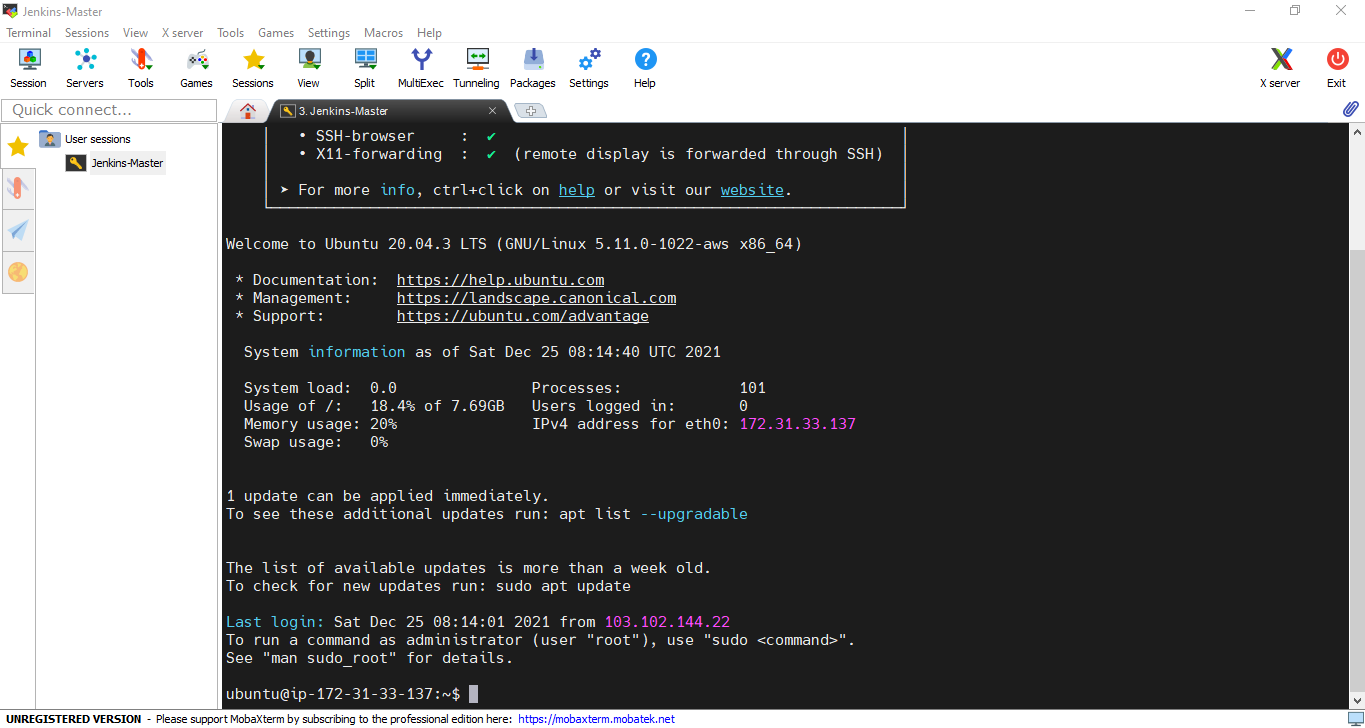 Jenkins-Master
Terminal Sessions View X server Tools Games Settings Macros Help
Session Servers Tools Games Sessions View Split MultiExec Tunneling Packages Settings Help X server Exit
Quick connect...
3. Jenkins-Master
User sessions
Jenkins-Master
• SSH-browser : ✔
• X11-forwarding : ✔ (remote display is forwarded through SSH)
➤ For more info, ctrl+click on help or visit our website.
Welcome to Ubuntu 20.04.3 LTS (GNU/Linux 5.11.0-1022-aws x86_64)
* Documentation: https://help.ubuntu.com
* Management: https://landscape.canonical.com
* Support: https://ubuntu.com/advantage
System information as of Sat Dec 25 08:14:40 UTC 2021
System load: 0.0 Processes: 101
Usage of /: 18.4% of 7.69GB Users logged in: 0
Memory usage: 20% IPv4 address for eth0: 172.31.33.137
Swap usage: 0%
1 update can be applied immediately.
To see these additional updates run: apt list --upgradable
The list of available updates is more than a week old.
To check for new updates run: sudo apt update
Last login: Sat Dec 25 08:14:01 2021 from 103.102.144.22
To run a command as administrator (user "root"), use "sudo <command>".
See "man sudo_root" for details.
ubuntu@ip-172-31-33-137:~$
UNREGISTERED VERSION - Please support MobaXterm by subscribing to the professional edition here: https://mobaxterm.mobatek.net